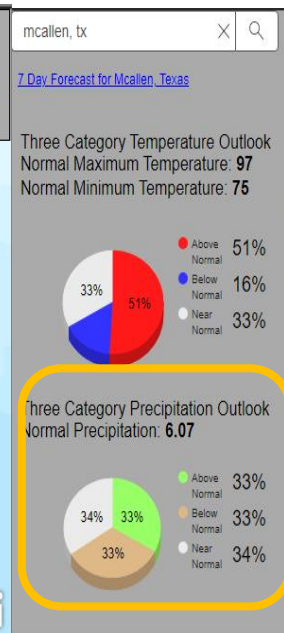 mcallen, tx
7 Day Forecast for Mcallen, Texas
Three Category Temperature Outlook
Normal Maximum Temperature: 97
Normal Minimum Temperature: 75
33%
51%
Above Normal 51%
Below Normal 16%
Near Normal 33%
Three Category Precipitation Outlook
Normal Precipitation: 6.07
34%
33%
33%
Above Normal 33%
Below Normal 33%
Near Normal 34%